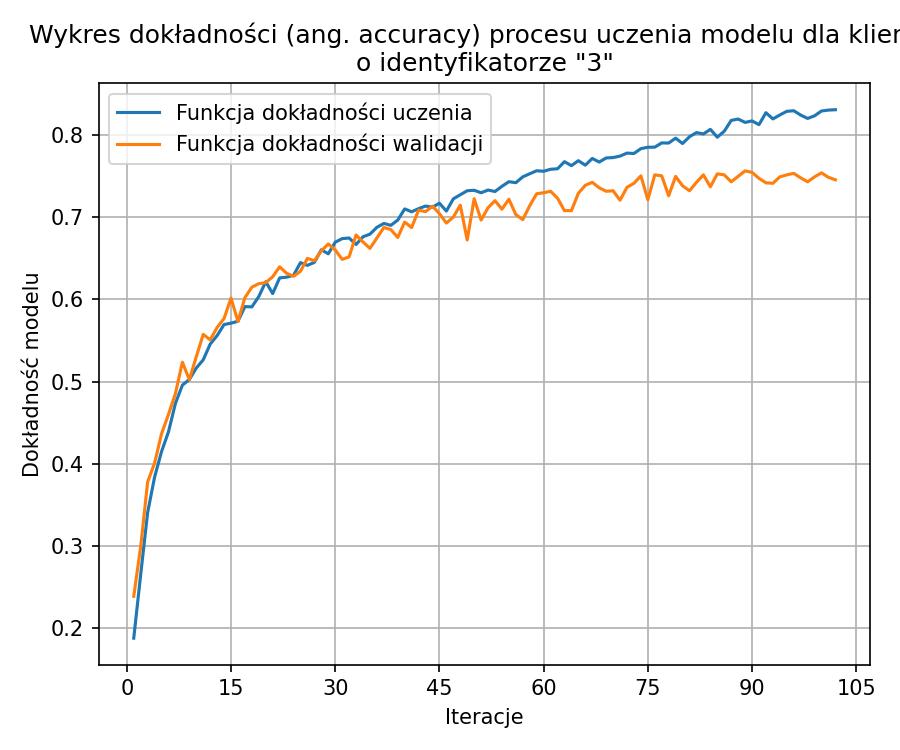 Wykres dokładności (ang. accuracy) procesu uczenia modelu dla
o identyfikatorze "3"
Funkcja dokładności uczenia
Funkcja dokładności walidacji
0.8
0.7
0.6
0.5
0.4
0.3
0.2
Dokładność modelu
0 15 30 45 60 75 90 105
Iteracje